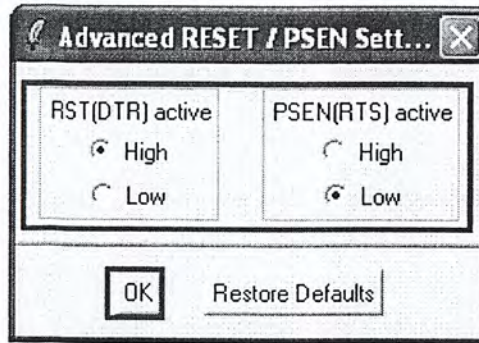 Advanced RESET / PSEN Sett...
RST(DTR) active
High
Low
PSEN(RTS) active
High
Low
OK
Restore Defaults